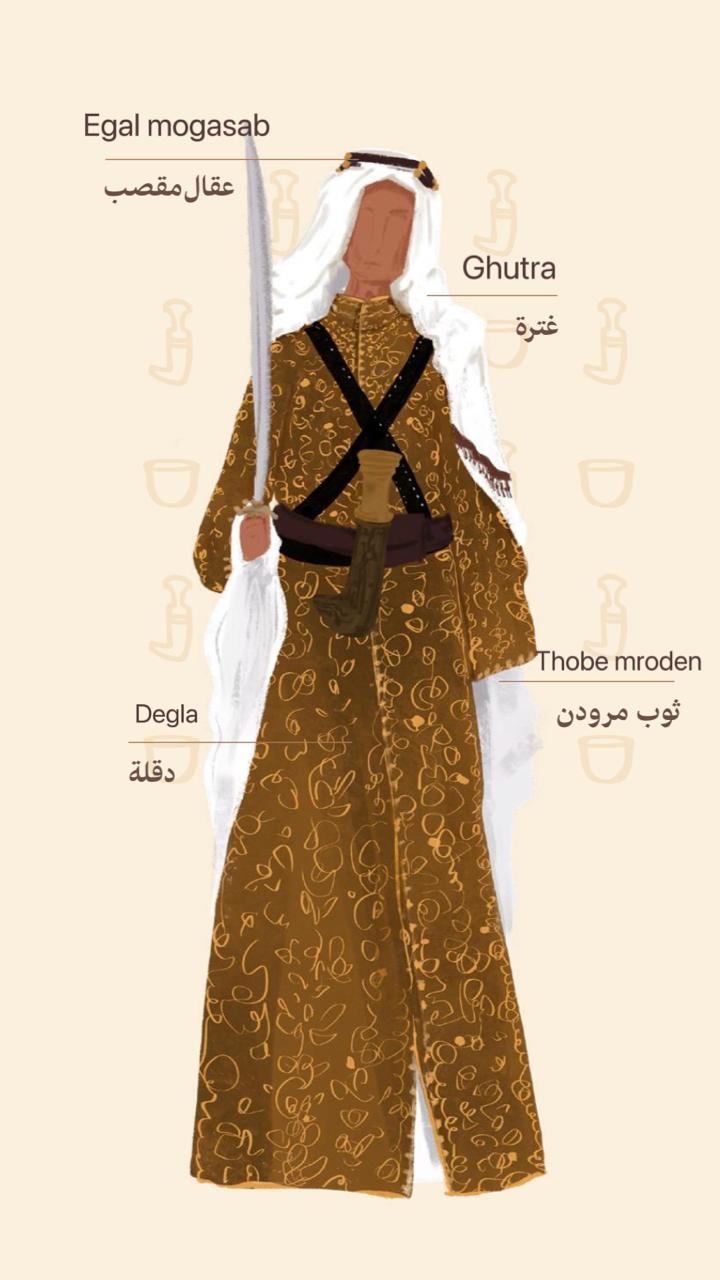 Egal mogasab
عقال مقصب
Ghutra
غترة
Thobe mroden
ثوب مرودن
Degla
دقلة